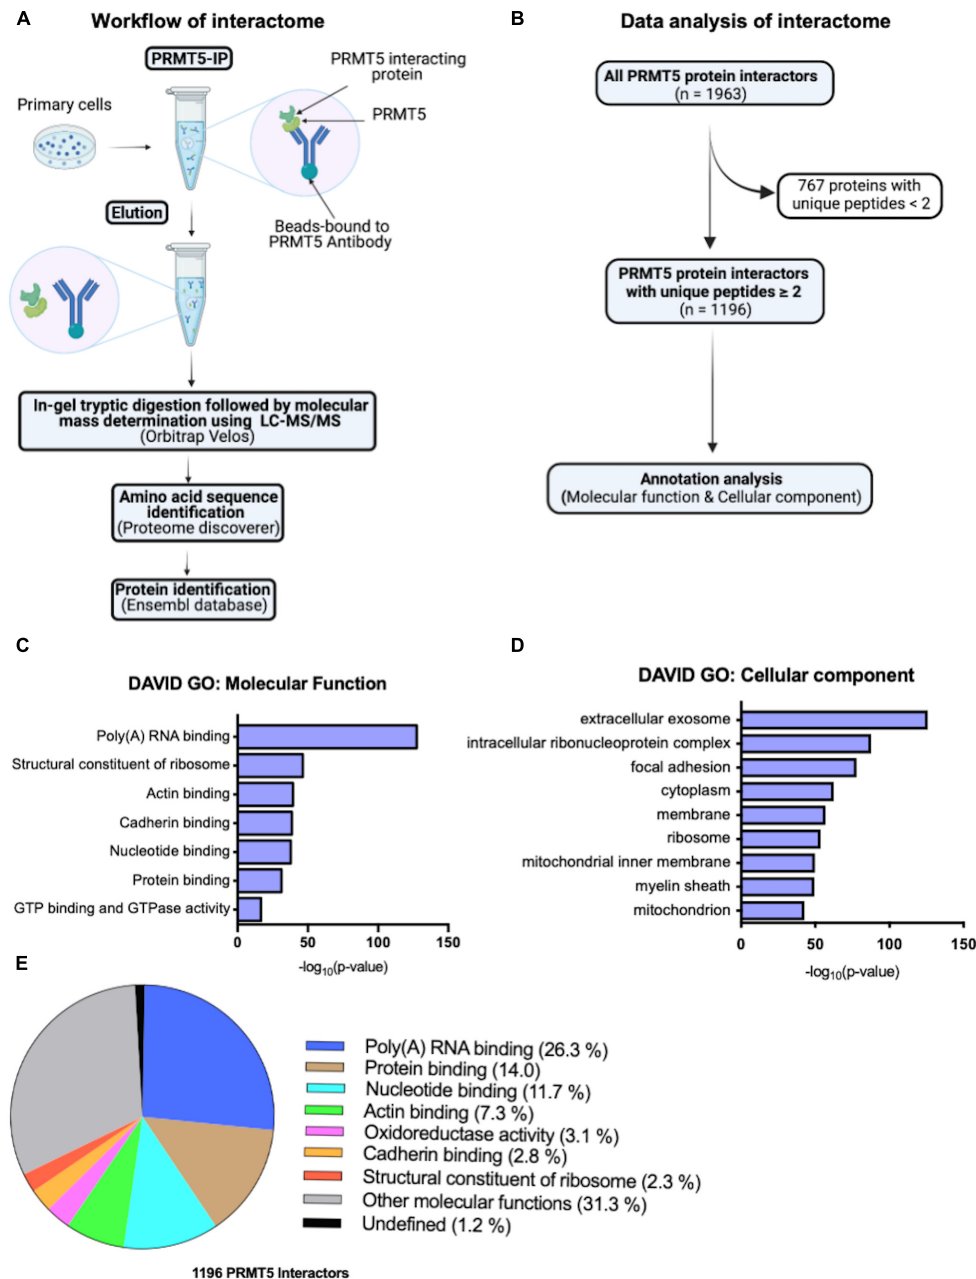 A
Workflow of interactome
PRMT5-IP
PRMT5 interacting
protein
Primary cells
PRMT5
Elution
Beads-bound to
PRMT5 Antibody
In-gel tryptic digestion followed by molecular
mass determination using LC-MS/MS
(Orbitrap Velos)
Amino acid sequence
identification
(Proteome discoverer)
Protein identification
(Ensembl database)
B
Data analysis of interactome
All PRMT5 protein interactors
(n = 1963)
767 proteins with
unique peptides < 2
PRMT5 protein interactors
with unique peptides ≥ 2
(n = 1196)
Annotation analysis
(Molecular function & Cellular component)
C
DAVID GO: Molecular Function
Poly(A) RNA binding
Structural constituent of ribosome
Actin binding
Cadherin binding
Nucleotide binding
Protein binding
GTP binding and GTPase activity
0 50 100 150
-log10(p-value)
D
DAVID GO: Cellular component
extracellular exosome
intracellular ribonucleoprotein complex
focal adhesion
cytoplasm
membrane
ribosome
mitochondrial inner membrane
myelin sheath
mitochondrion
0 50 100 150
-log10(p-value)
E
Poly(A) RNA binding (26.3 %)
Protein binding (14.0)
Nucleotide binding (11.7 %)
Actin binding (7.3 %)
Oxidoreductase activity (3.1 %)
Cadherin binding (2.8 %)
Structural constituent of ribosome (2.3 %)
Other molecular functions (31.3 %)
Undefined (1.2 %)
1196 PRMT5 Interactors